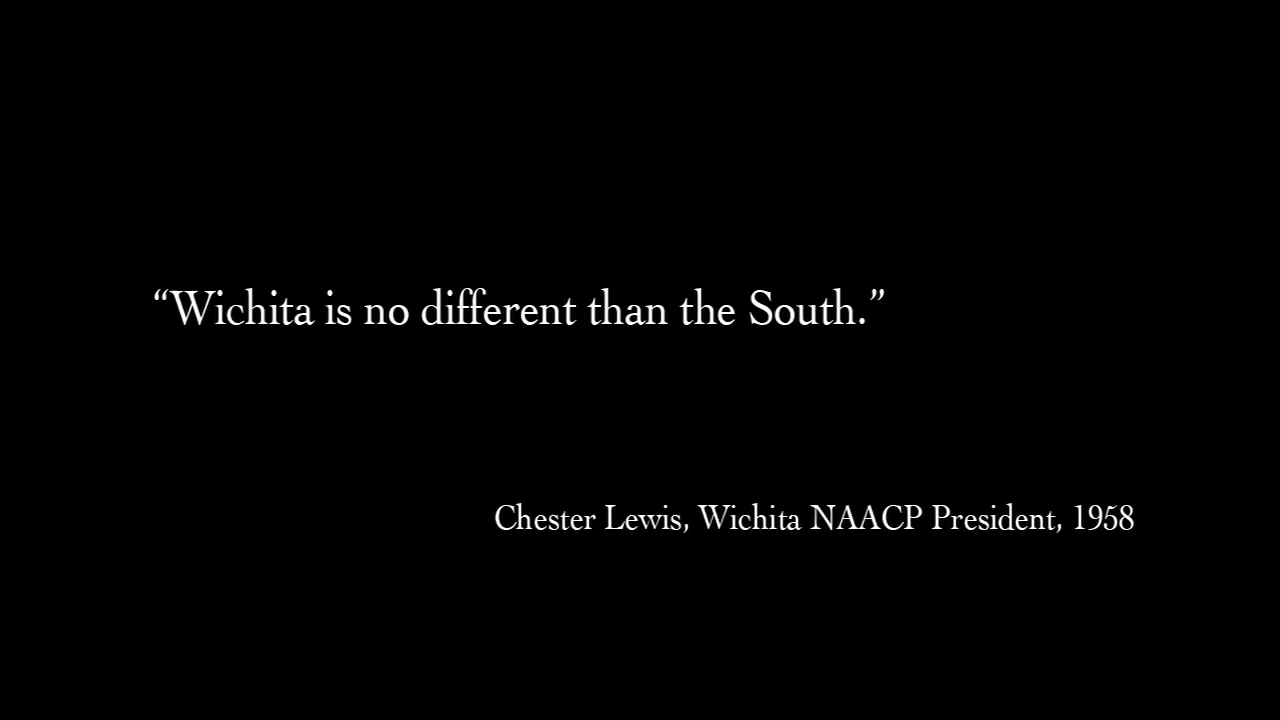 “Wichita is no different than the South.”
Chester Lewis, Wichita NAACP President, 1958